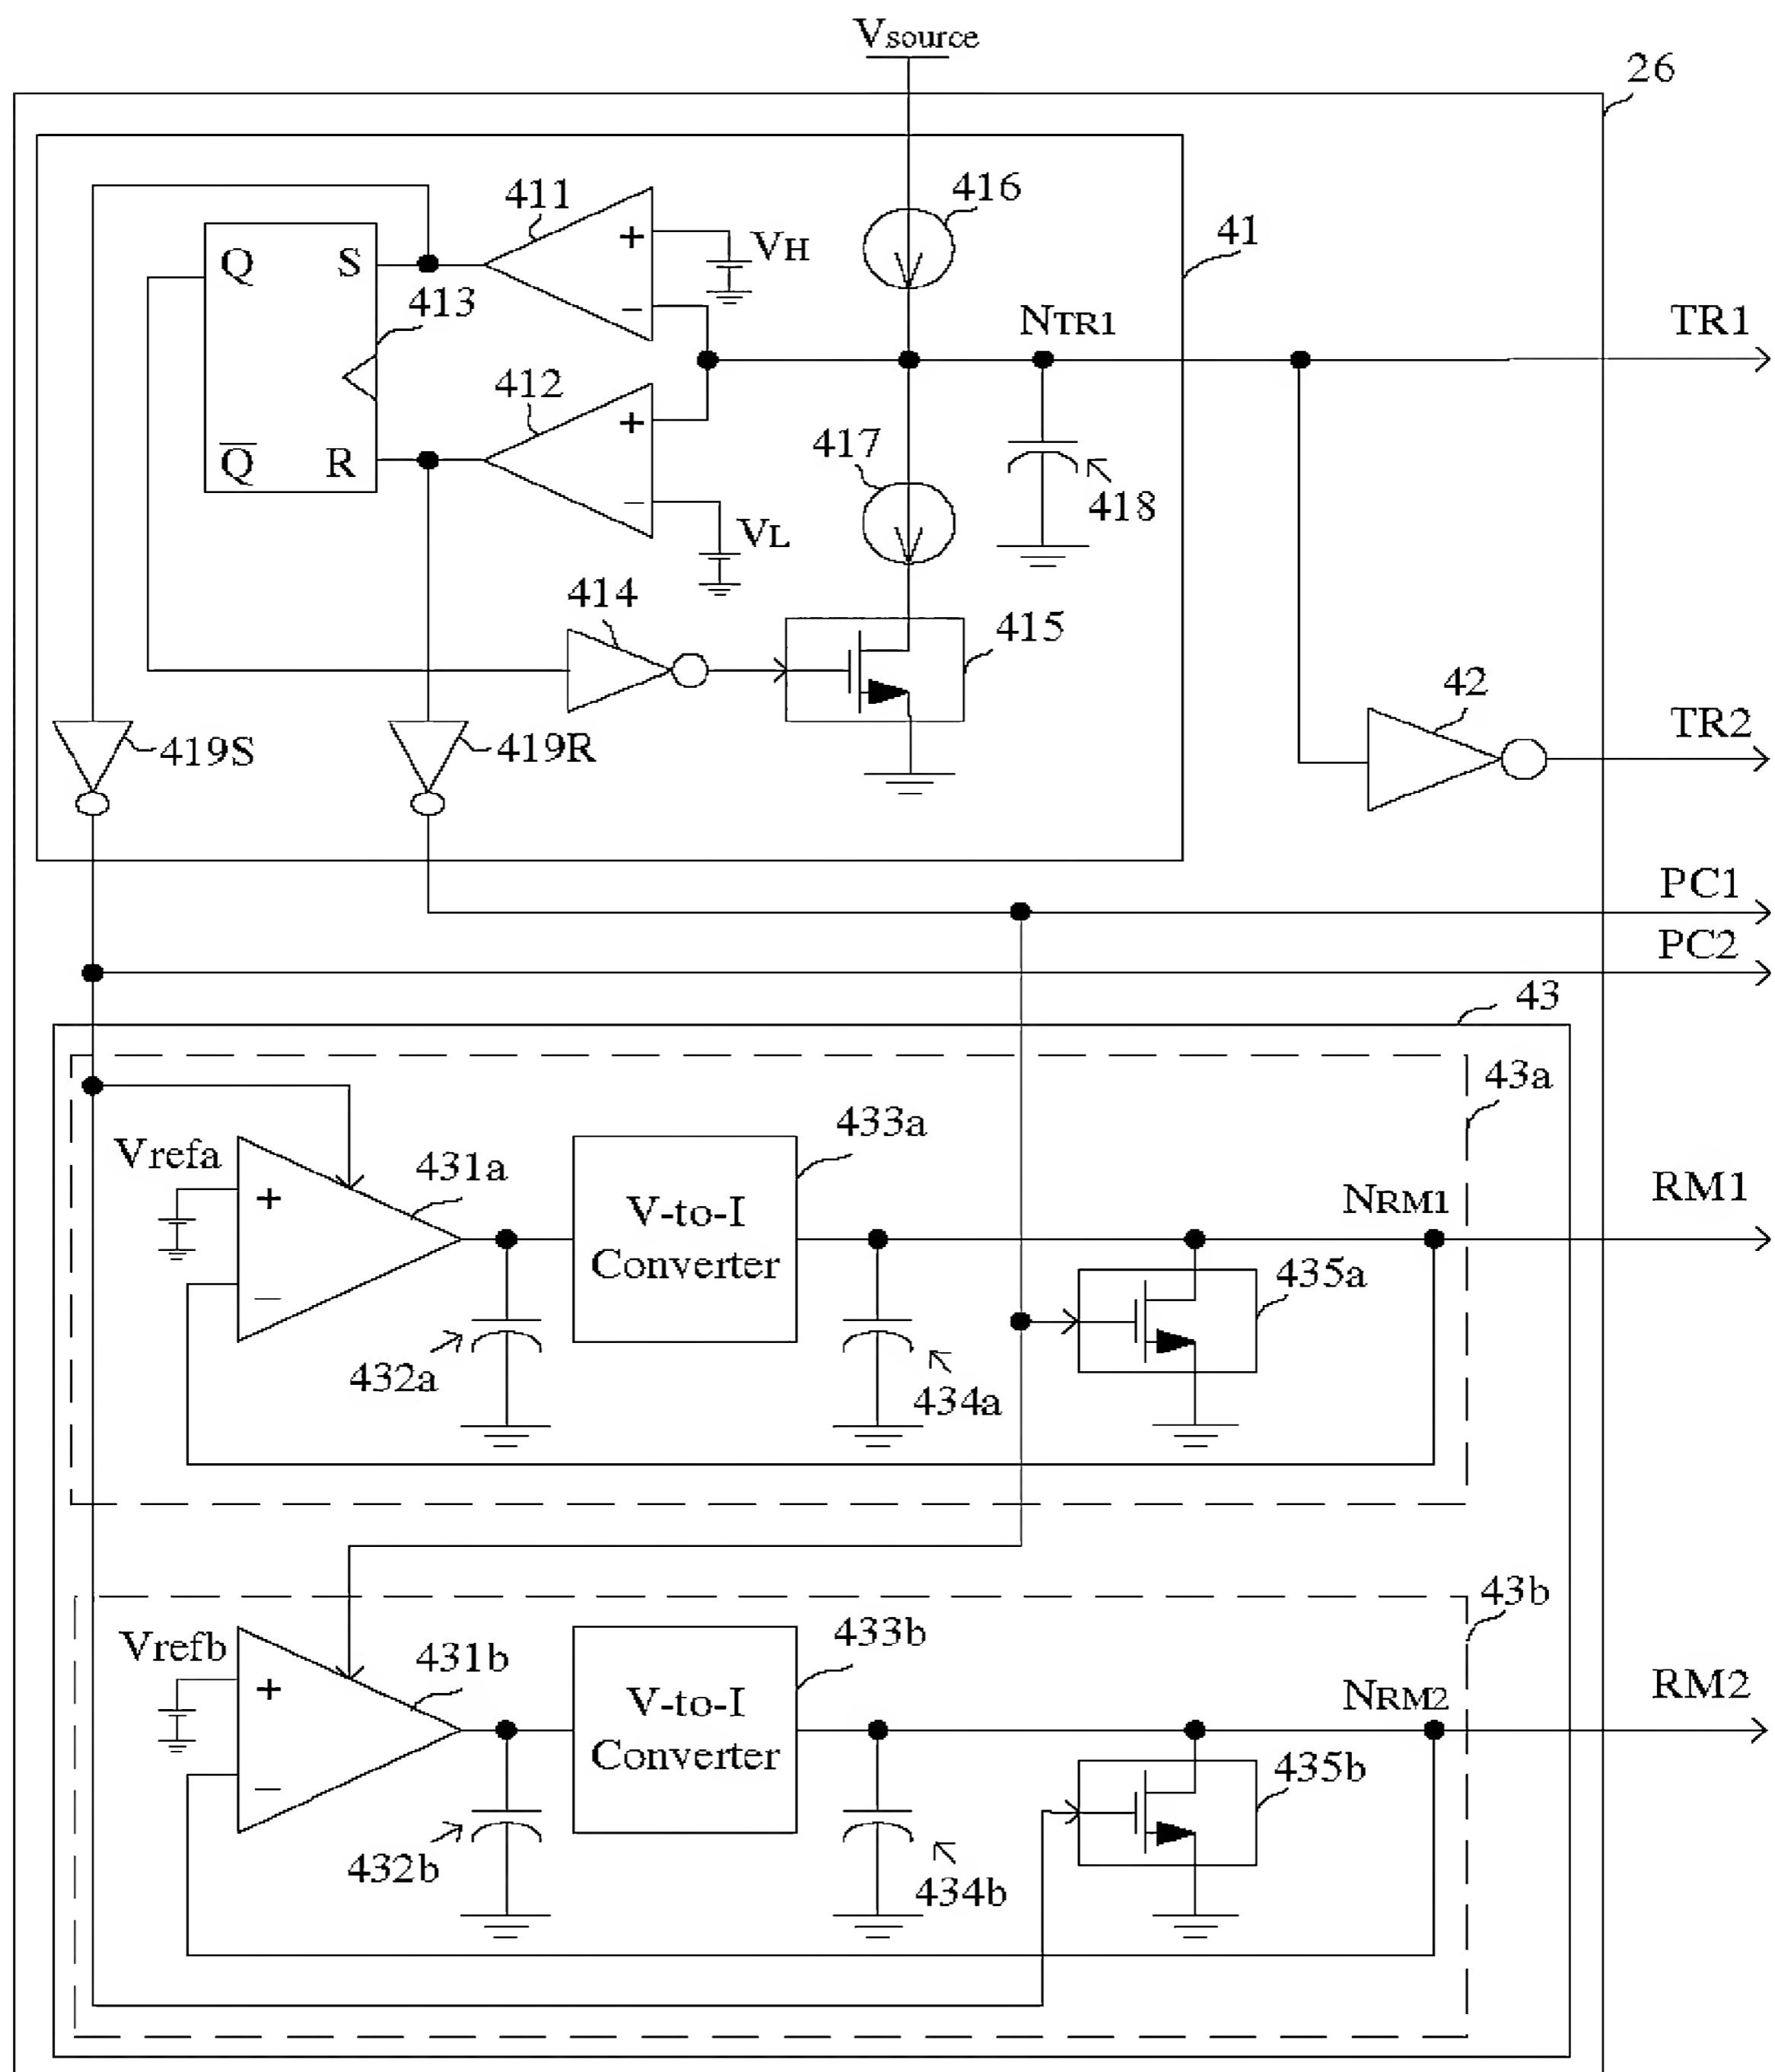 Vsource
26
411
416
41
+
VH
Q
S
413
−
NTR1
TR1
412
+
417
Q̅
R
−
418
VL
414
415
42
TR2
419S
419R
PC1
PC2
43
43a
Vrefa
431a
433a
+
V-to-I
Converter
NRM1
RM1
−
435a
432a
434a
43b
Vrefb
431b
433b
+
V-to-I
Converter
NRM2
RM2
−
435b
432b
434b